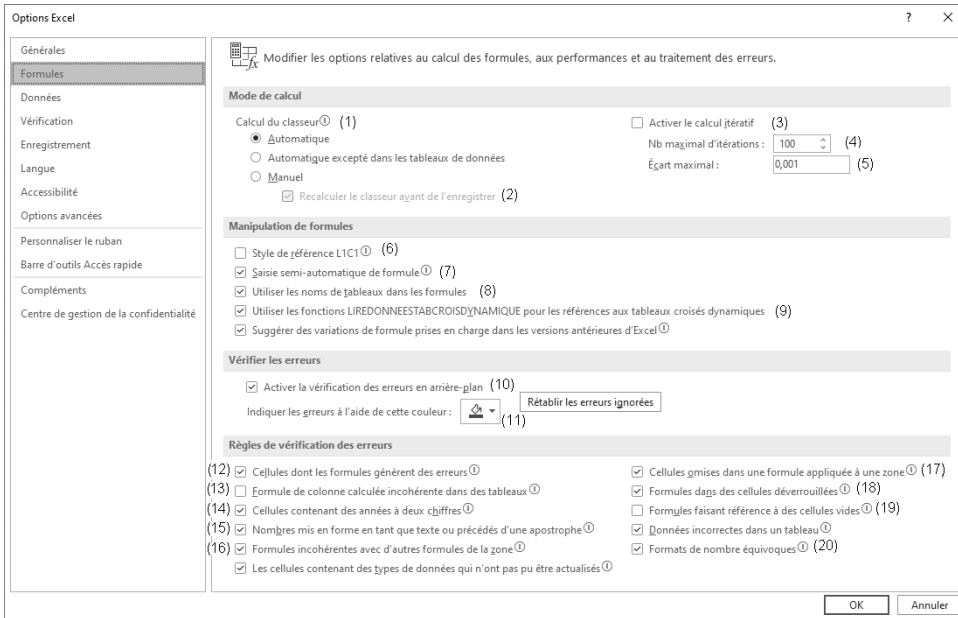 Options Excel
?
×
Générales
Formules
Données
Vérification
Enregistrement
Langue
Accessibilité
Options avancées
Personnaliser le ruban
Barre d'outils Accès rapide
Compléments
Centre de gestion de la confidentialité
Modifier les options relatives au calcul des formules, aux performances et au traitement des erreurs.
Mode de calcul
Calcul du classeur (1)
Automatique
Automatique excepté dans les tableaux de données
Manuel
Recalculer le classeur avant de l'enregistrer (2)
Activer le calcul itératif (3)
Nb maximal d'itérations : 100 (4)
Écart maximal : 0,001 (5)
Manipulation de formules
Style de référence L1C1 (6)
Saisie semi-automatique de formule (7)
Utiliser les noms de tableaux dans les formules (8)
Utiliser les fonctions LIREDONNEESTABCROISDYNAMIQUE pour les références aux tableaux croisés dynamiques (9)
Suggérer des variations de formule prises en charge dans les versions antérieures d'Excel
Vérifier les erreurs
Activer la vérification des erreurs en arrière-plan (10)
Indiquer les erreurs à l'aide de cette couleur : (11)
Rétablir les erreurs ignorées
Règles de vérification des erreurs
(12) Cellules dont les formules génèrent des erreurs
(13) Formule de colonne calculée incohérente dans des tableaux
(14) Cellules contenant des années à deux chiffres
(15) Nombres mis en forme en tant que texte ou précédés d'une apostrophe
(16) Formules incohérentes avec d'autres formules de la zone
Les cellules contenant des types de données qui n'ont pas pu être actualisés
Cellules omises dans une formule appliquée à une zone (17)
Formules dans des cellules déverrouillées (18)
Formules faisant référence à des cellules vides (19)
Données incorrectes dans un tableau
Formats de nombre équivoques (20)
OK
Annuler